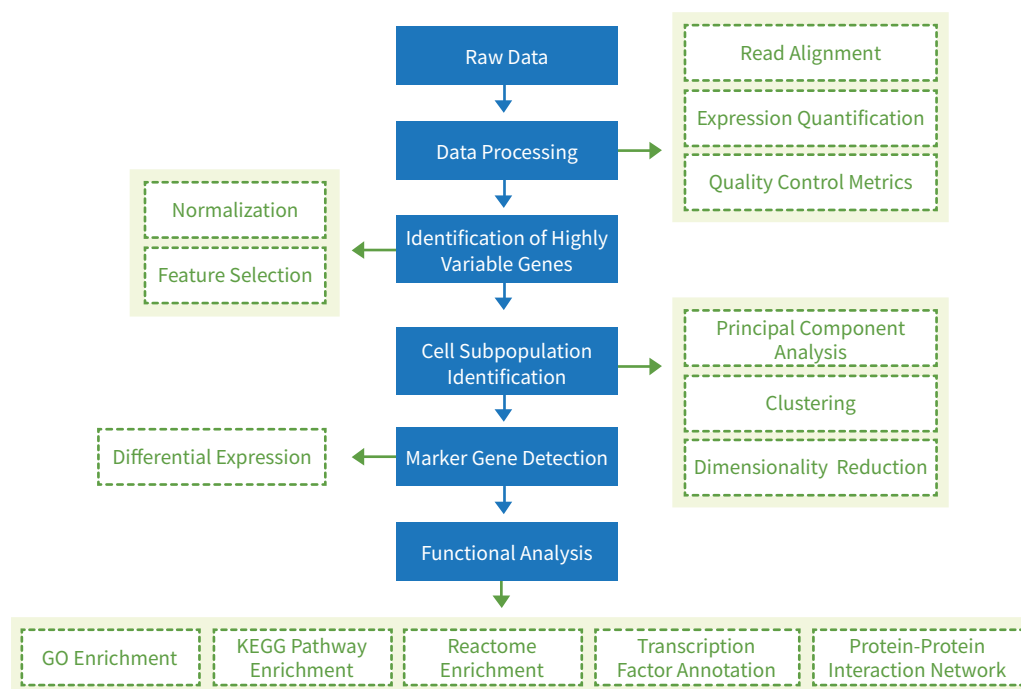 Raw Data
Read Alignment
Expression Quantification
Quality Control Metrics
Data Processing
Normalization
Feature Selection
Identification of Highly
Variable Genes
Cell Subpopulation
Identification
Principal Component
Analysis
Clustering
Dimensionality Reduction
Differential Expression
Marker Gene Detection
Functional Analysis
GO Enrichment
KEGG Pathway
Enrichment
Reactome
Enrichment
Transcription
Factor Annotation
Protein-Protein
Interaction Network